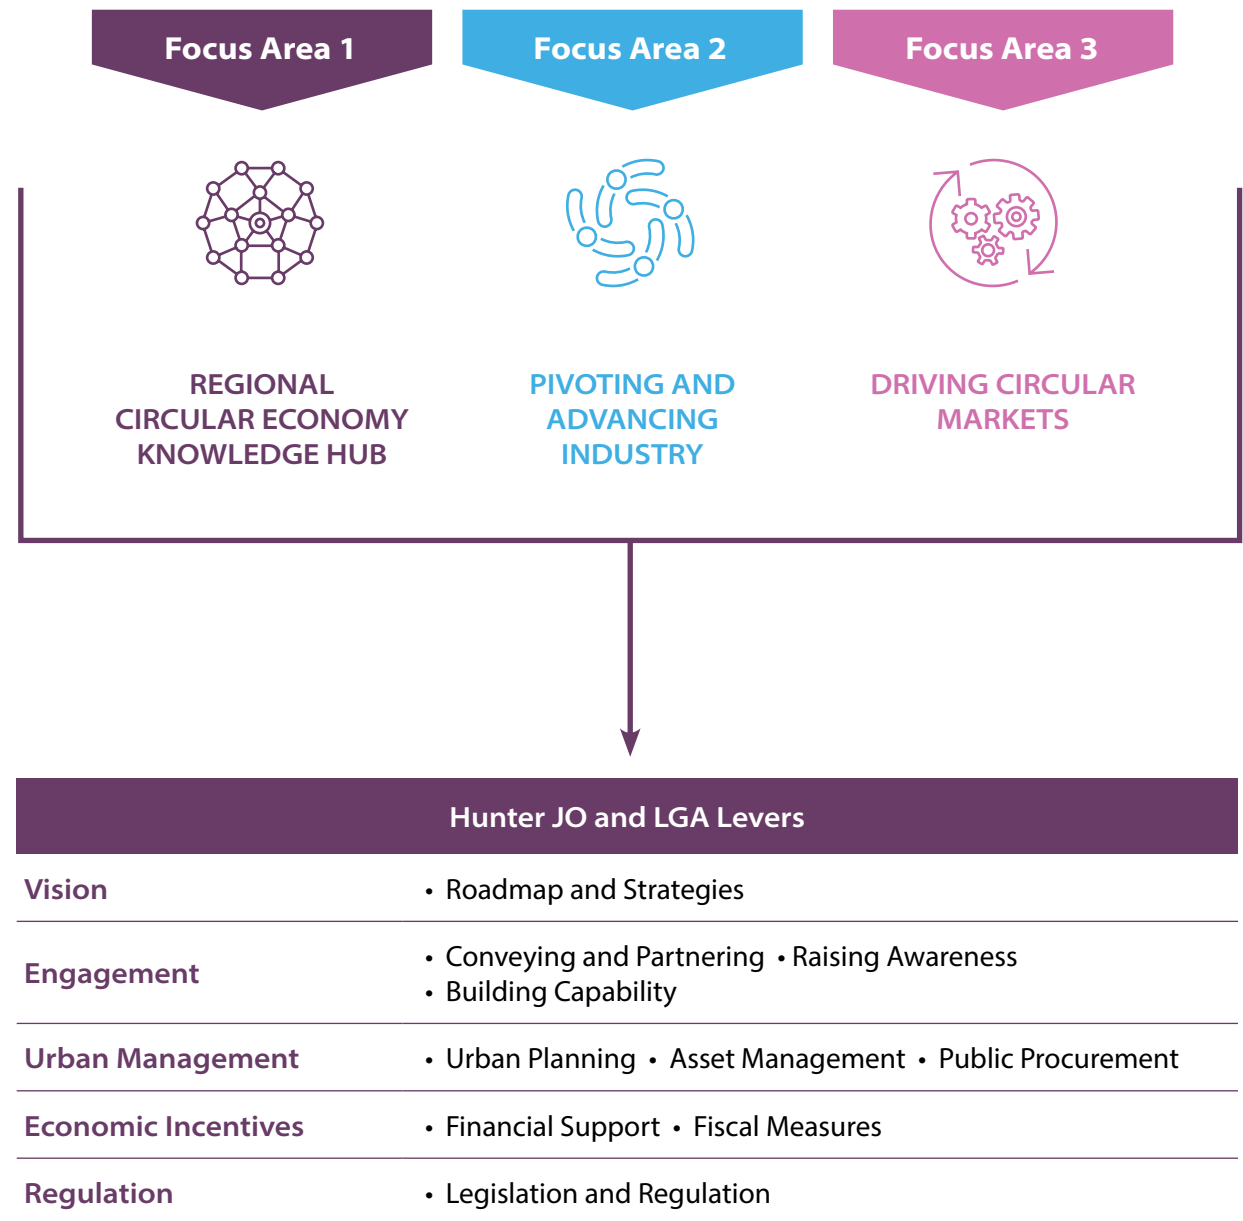 Focus Area 1
Focus Area 2
Focus Area 3
REGIONAL
CIRCULAR ECONOMY
KNOWLEDGE HUB
PIVOTING AND
ADVANCING
INDUSTRY
DRIVING CIRCULAR
MARKETS
Hunter JO and LGA Levers
Vision
• Roadmap and Strategies
Engagement
• Conveying and Partnering • Raising Awareness
• Building Capability
Urban Management
• Urban Planning • Asset Management • Public Procurement
Economic Incentives
• Financial Support • Fiscal Measures
Regulation
• Legislation and Regulation